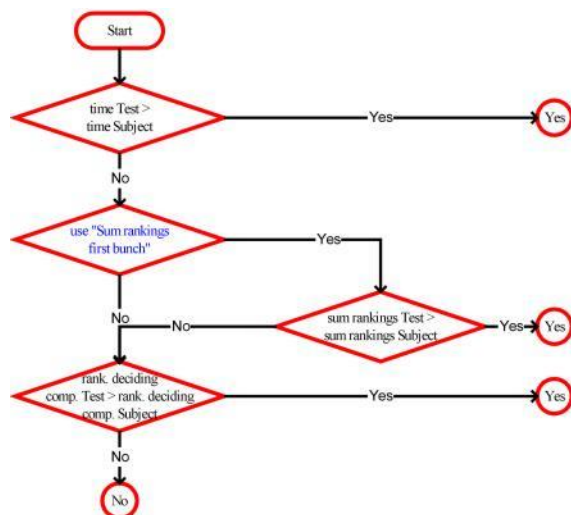 Start
time Test >
time Subject
Yes
Yes
No
use "Sum rankings
first bunch"
Yes
No
No
sum rankings Test >
sum rankings Subject
Yes
Yes
rank. deciding
comp. Test > rank. deciding
comp. Subject
Yes
Yes
No
No